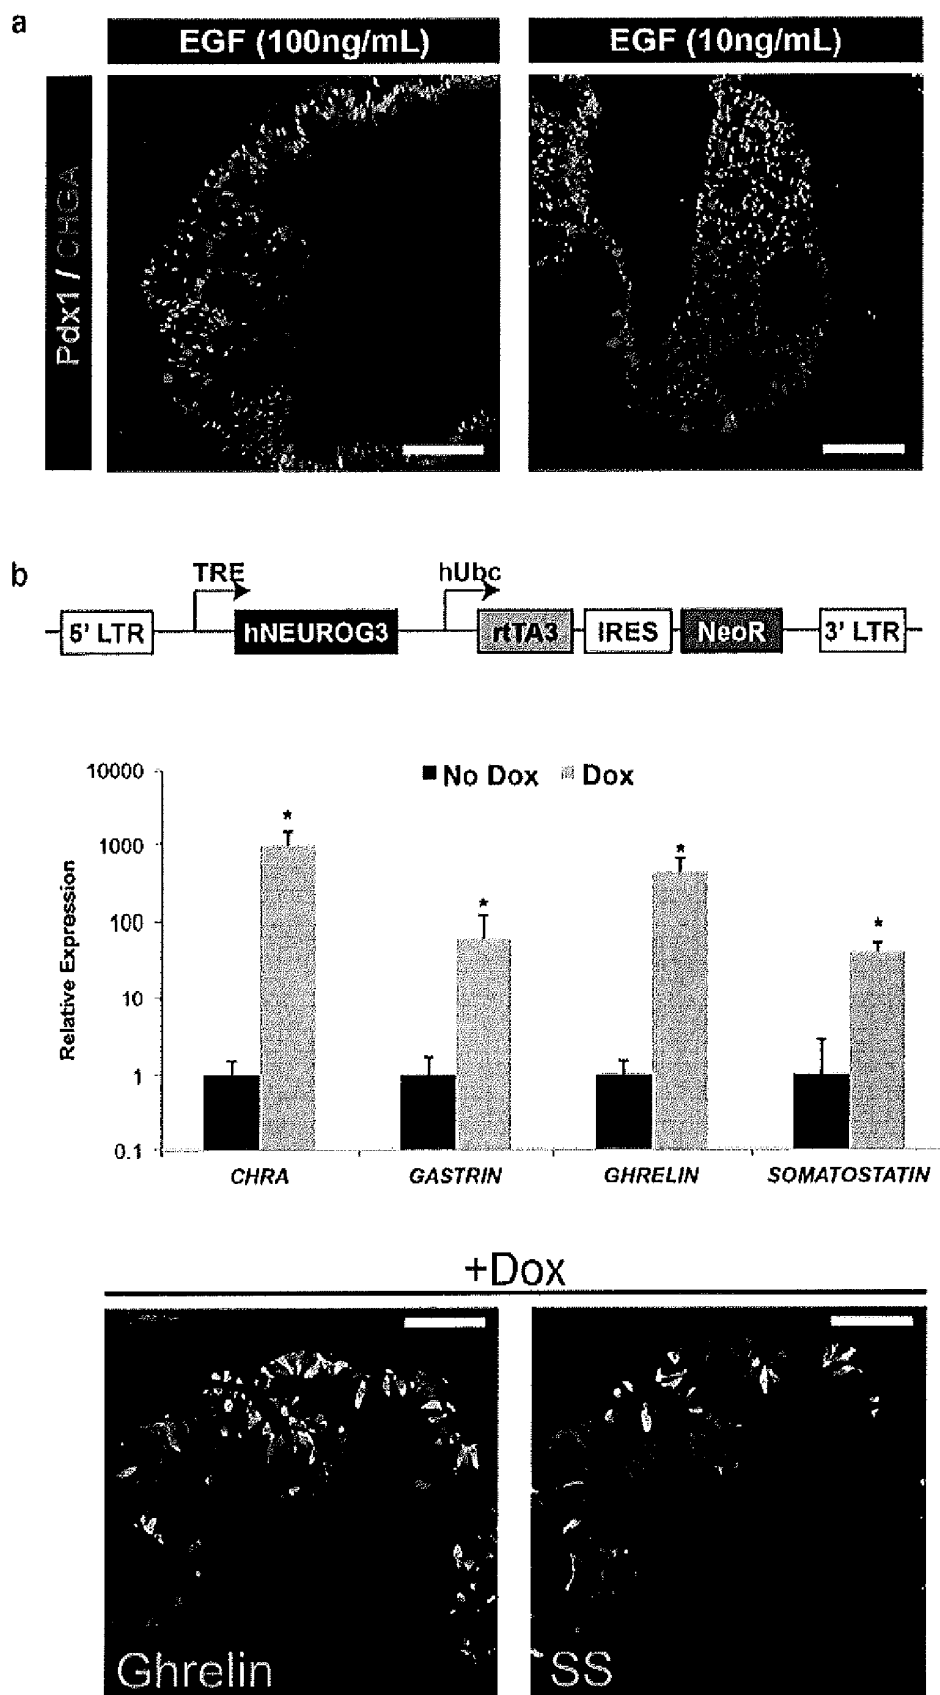 a
EGF (100ng/mL) EGF (10ng/mL)
Pdx1 / CHGA
b
TRE hUbc
5' LTR hNEUROG3 rtTA3 IRES NeoR 3' LTR
No Dox Dox
Relative Expression
10000
1000
100
10
1
0.1
* * * *
CHRA GASTRIN GHRELIN SOMATOSTATIN
+Dox
Ghrelin SS